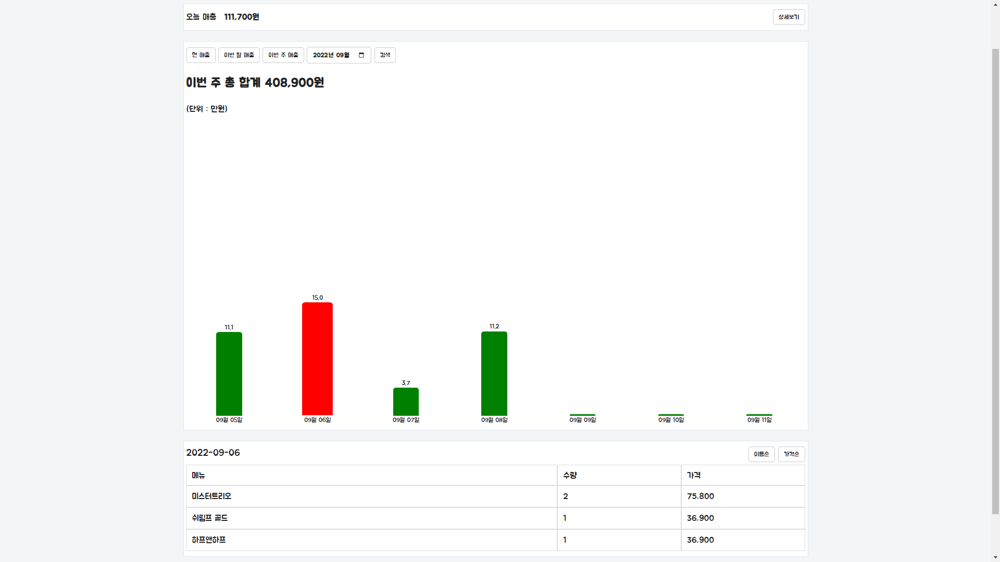 오늘 매출 111,700원
상세보기
현 매출 이번 달 매출 이번 주 매출 2022년 09월 검색
이번 주 총 합계 408,900원
(단위 : 만원)
15.0
11.1
11.2
3.7
09월 05일 09월 06일 09월 07일 09월 08일 09월 09일 09월 10일 09월 11일
2022-09-06
이름순 가격순
메뉴 수량 가격
미스터트리오 2 75,800
쉬림프 골드 1 36,900
하프앤하프 1 36,900